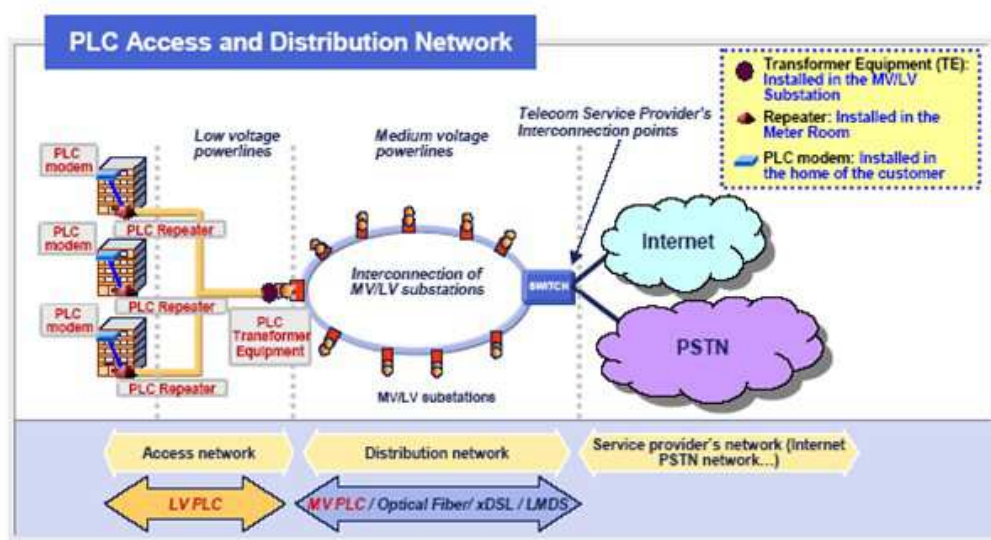 PLC Access and Distribution Network
Transformer Equipment (TE):
Installed in the MV/LV
Substation
Repeater: Installed in the
Meter Room
PLC modem: Installed in
the home of the customer
Telecom Service Provider's
Interconnection points
Low voltage
powerlines
Medium voltage
powerlines
PLC
modem
PLC Repeater
PLC
modem
PLC Repeater
PLC
modem
PLC Repeater
PLC
Transformer
Equipment
Interconnection of
MV/LV substations
SWITCH
Internet
PSTN
MV/LV substations
Access network
Distribution network
Service provider's network (Internet
PSTN network...)
LV PLC
MV PLC / Optical Fiber/ xDSL / LMDS